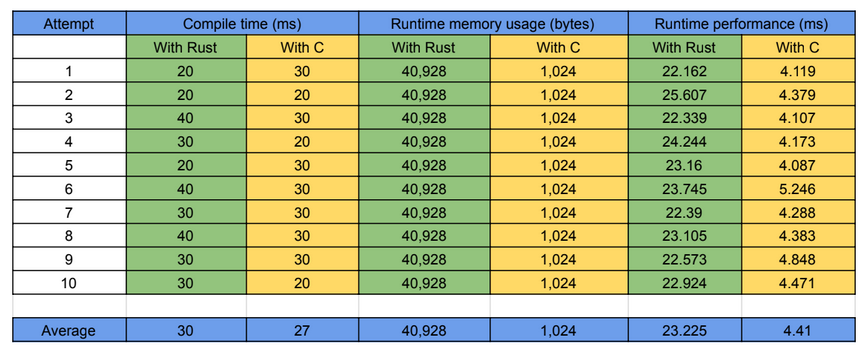 Attempt Compile time (ms) Runtime memory usage (bytes) Runtime performance (ms)
With Rust With C With Rust With C With Rust With C
1 20 30 40,928 1,024 22.162 4.119
2 20 20 40,928 1,024 25.607 4.379
3 40 30 40,928 1,024 22.339 4.107
4 30 20 40,928 1,024 24.244 4.173
5 20 30 40,928 1,024 23.16 4.087
6 40 30 40,928 1,024 23.745 5.246
7 30 30 40,928 1,024 22.39 4.288
8 40 30 40,928 1,024 23.105 4.383
9 30 30 40,928 1,024 22.573 4.848
10 30 20 40,928 1,024 22.924 4.471
Average 30 27 40,928 1,024 23.225 4.41